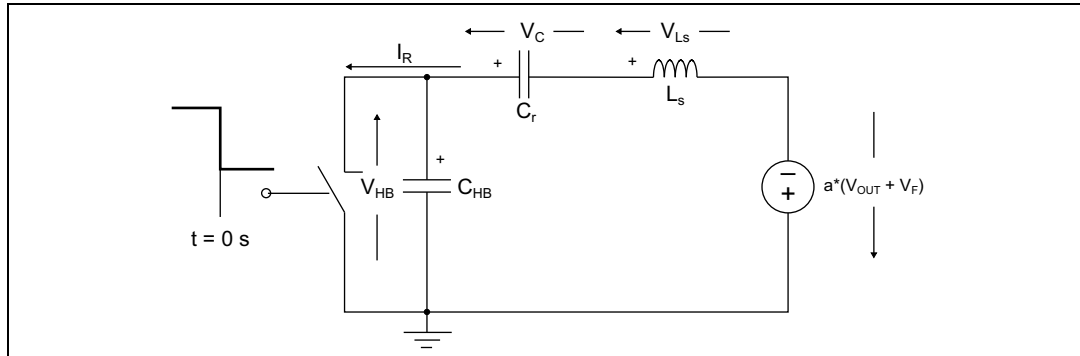 V_C
V_Ls
I_R
+
+
C_r
L_s
+
V_HB
C_HB
−
+
a*(V_OUT + V_F)
t = 0 s